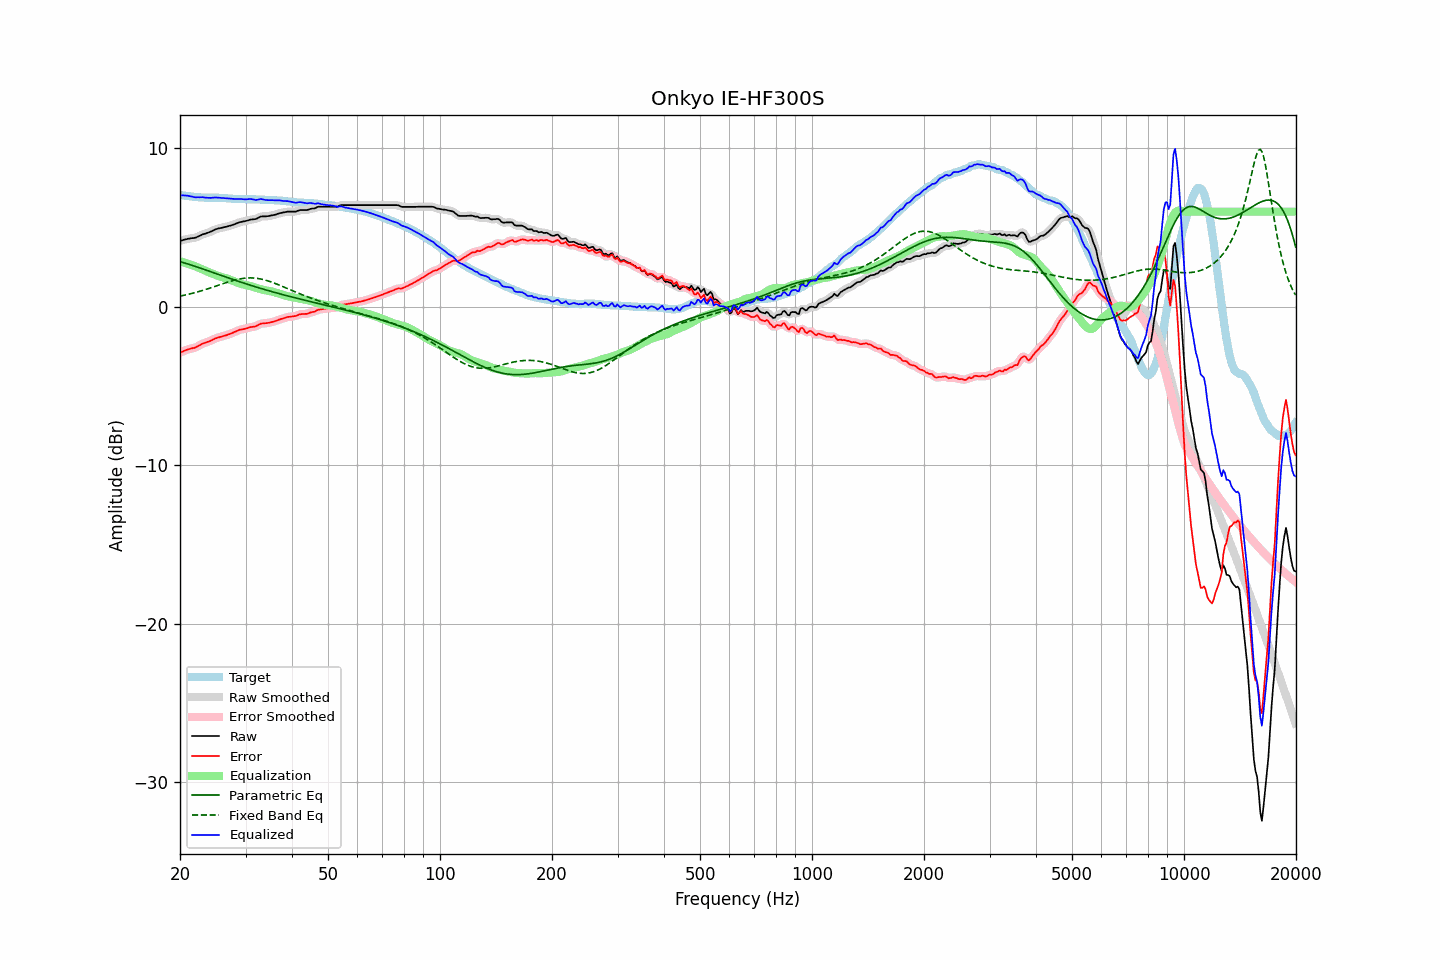 Onkyo IE-HF300S
10
0
−10
−20
−30
Amplitude (dBr)
Target
Raw Smoothed
Error Smoothed
Raw
Error
Equalization
Parametric Eq
Fixed Band Eq
Equalized
20 50 100 200 500 1000 2000 5000 10000 20000
Frequency (Hz)